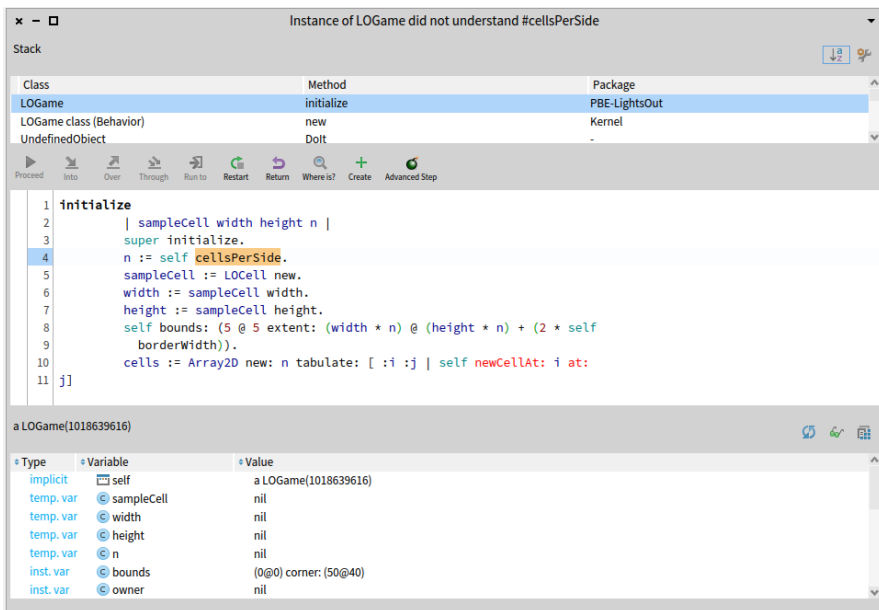 Instance of LOGame did not understand #cellsPerSide
Stack
Class Method Package
LOGame initialize PBE-LightsOut
LOGame class (Behavior) new Kernel
UndefinedObject DoIt -
Proceed Into Over Through Run to Restart Return Where is? Create Advanced Step
1 initialize
2 | sampleCell width height n |
3 super initialize.
4 n := self cellsPerSide.
5 sampleCell := LOCell new.
6 width := sampleCell width.
7 height := sampleCell height.
8 self bounds: (5 @ 5 extent: (width * n) @ (height * n) + (2 * self
9 borderWidth)).
10 cells := Array2D new: n tabulate: [ :i :j | self newCellAt: i at:
11 j]
a LOGame(1018639616)
Type Variable Value
implicit self a LOGame(1018639616)
temp. var C sampleCell nil
temp. var C width nil
temp. var C height nil
temp. var C n nil
inst. var C bounds (0@0) corner: (50@40)
inst. var C owner nil